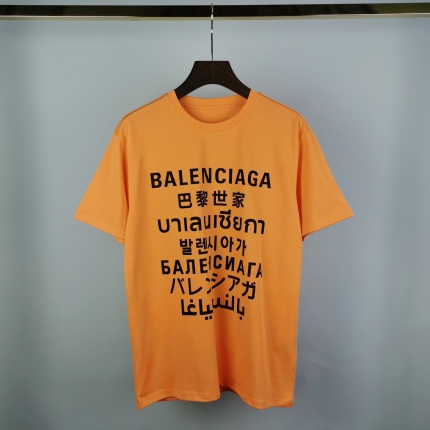 BALENCIAGA
巴黎世家
บาเลนเซียกา
발렌시아가
БАЛЕНСИАГА
バレンシアガ
بالنسياغا